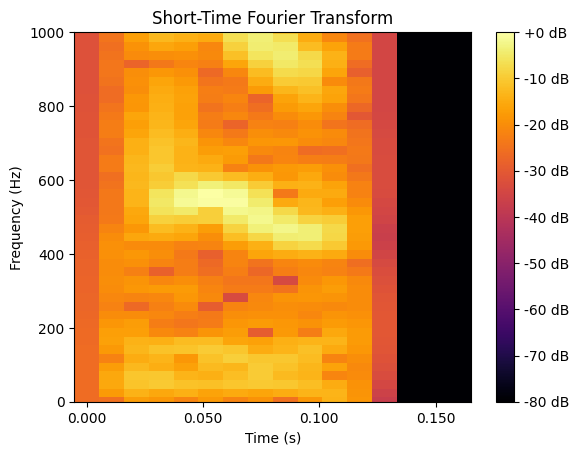 Short-Time Fourier Transform
Frequency (Hz)
1000
800
600
400
200
0
0.000
0.050
0.100
0.150
Time (s)
+0 dB
-10 dB
-20 dB
-30 dB
-40 dB
-50 dB
-60 dB
-70 dB
-80 dB